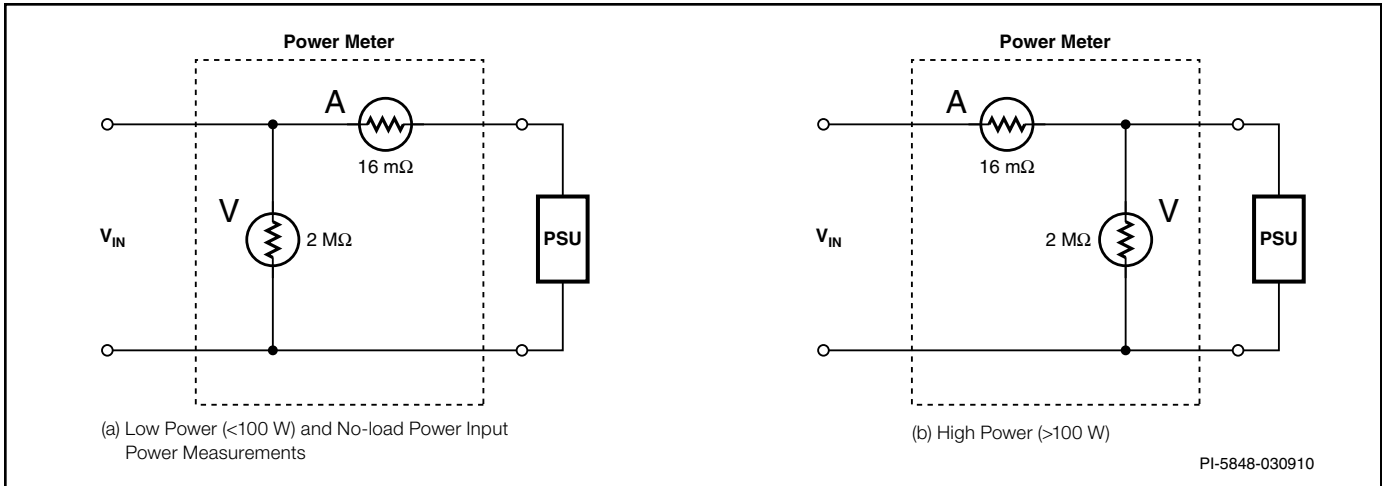 Power Meter
A
16 mΩ
V
2 MΩ
V_IN
PSU
(a) Low Power (<100 W) and No-load Power Input
Power Measurements
Power Meter
A
16 mΩ
V
2 MΩ
V_IN
PSU
(b) High Power (>100 W)
PI-5848-030910